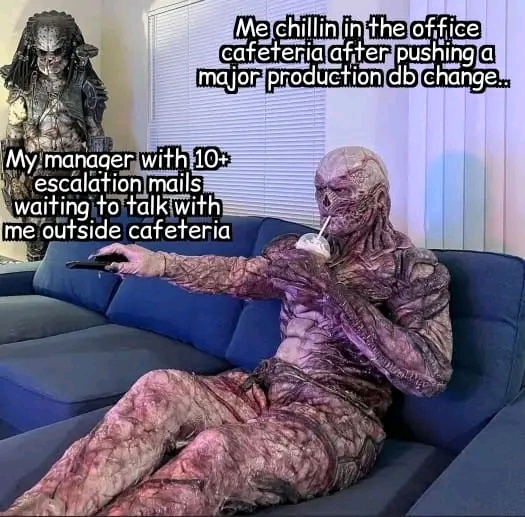 Me chillin in the office
cafeteria after pushing a
major production db change..
My manager with 10+
escalation mails
waiting to talk with
me outside cafeteria